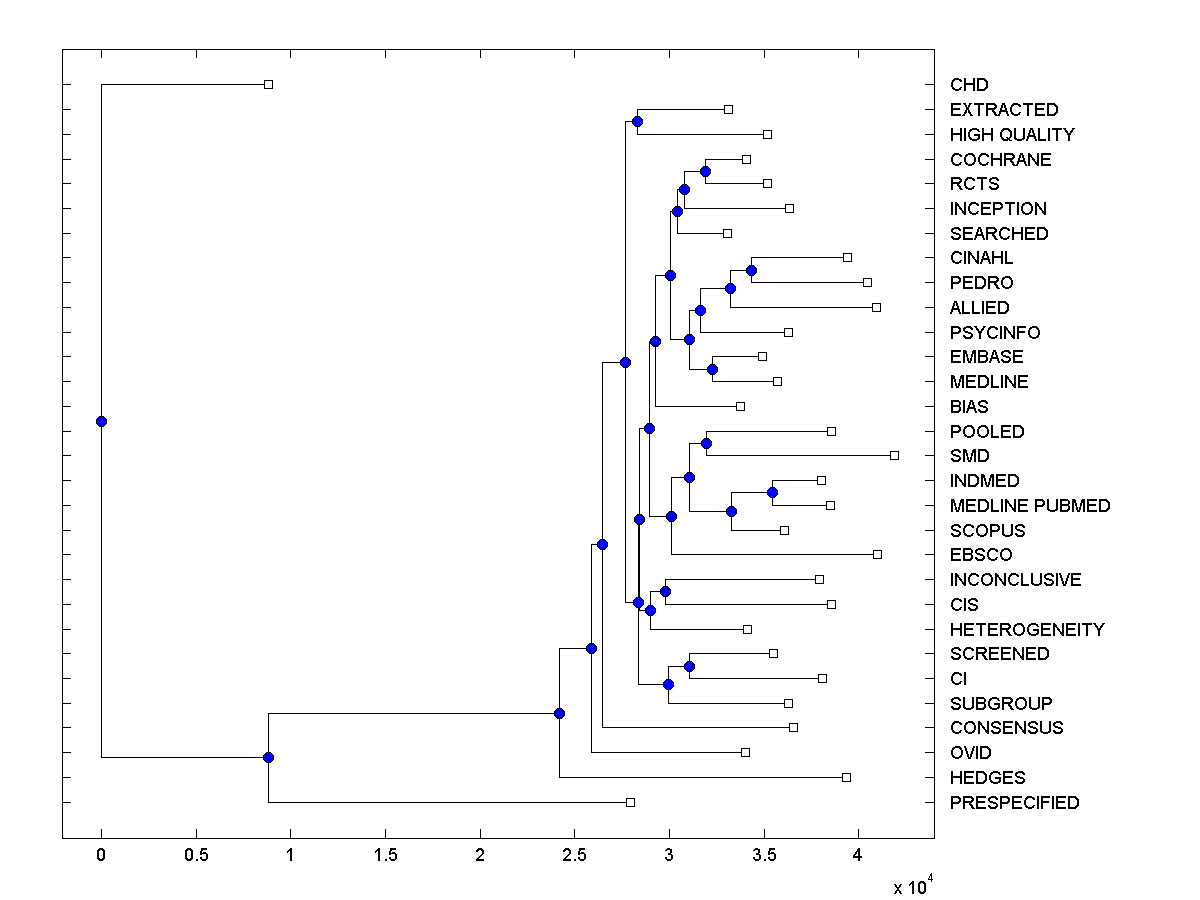 CHD
EXTRACTED
HIGH QUALITY
COCHRANE
RCTS
INCEPTION
SEARCHED
CINAHL
PEDRO
ALLIED
PSYCINFO
EMBASE
MEDLINE
BIAS
POOLED
SMD
INDMED
MEDLINE PUBMED
SCOPUS
EBSCO
INCONCLUSIVE
CIS
HETEROGENEITY
SCREENED
CI
SUBGROUP
CONSENSUS
OVID
HEDGES
PRESPECIFIED
0 0.5 1 1.5 2 2.5 3 3.5 4
x 10^4